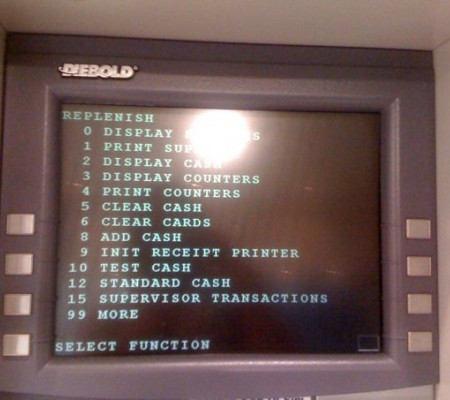 DIEBOLD
REPLENISH
0 DISPLAY
1 PRINT
2 DISPLAY CASH
3 DISPLAY COUNTERS
4 PRINT COUNTERS
5 CLEAR CASH
6 CLEAR CARDS
8 ADD CASH
9 INIT RECEIPT PRINTER
10 TEST CASH
12 STANDARD CASH
15 SUPERVISOR TRANSACTIONS
99 MORE
SELECT FUNCTION